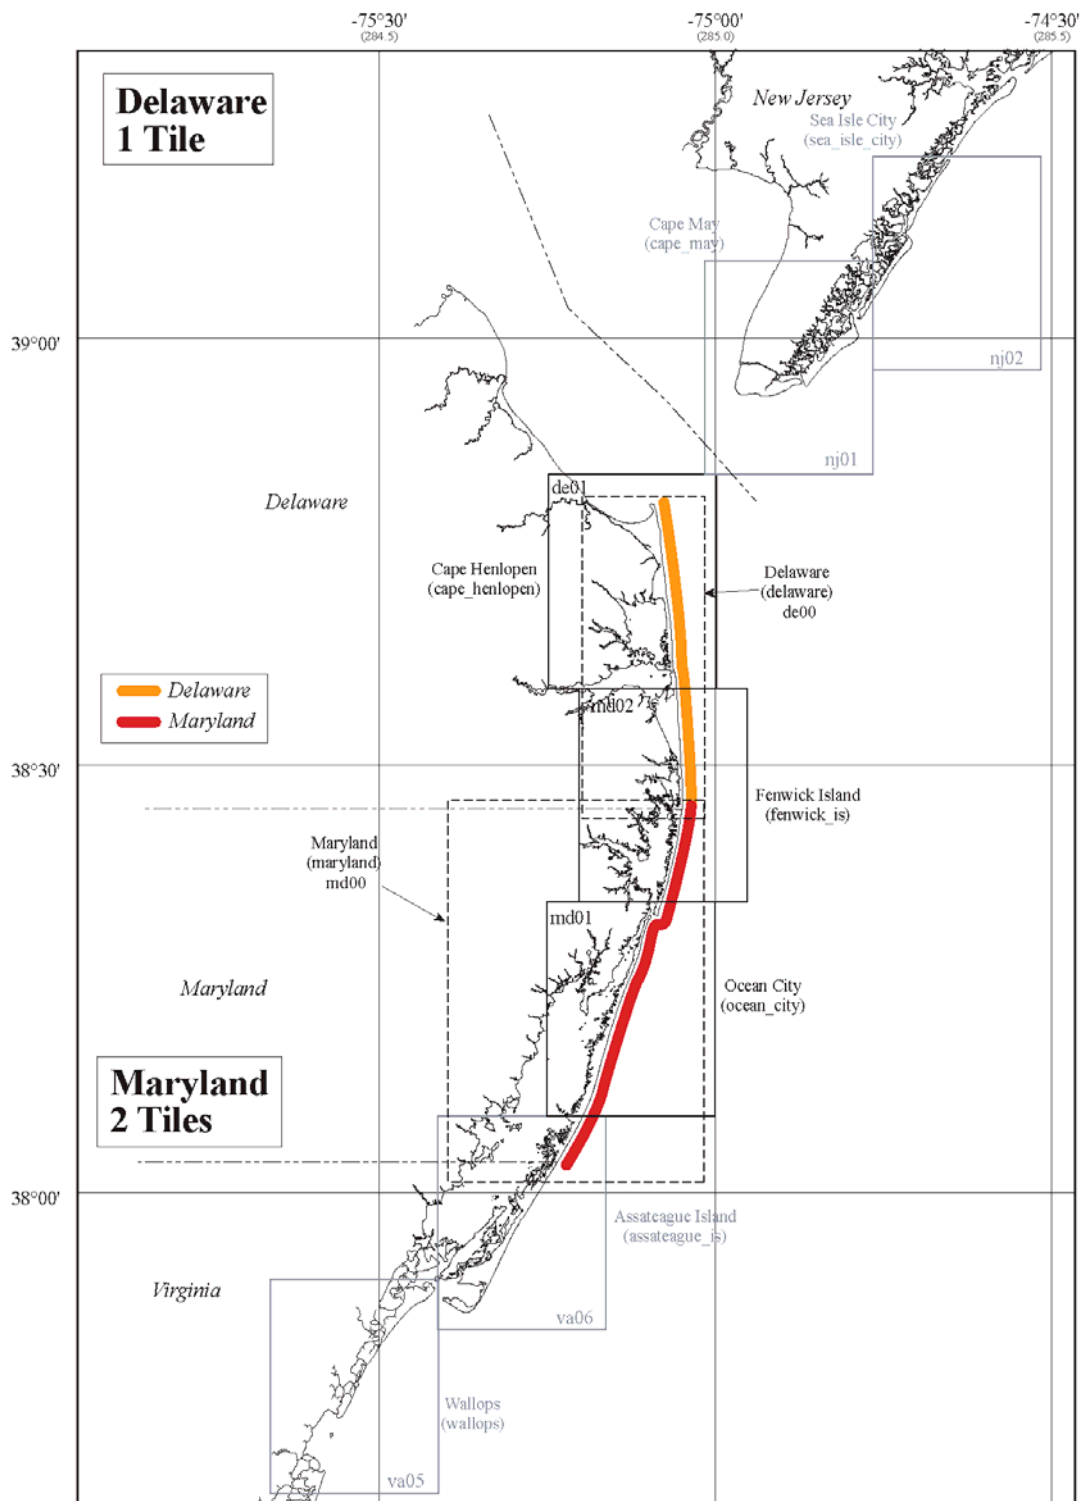 -75°30'
(284.5)
-75°00'
(285.0)
-74°30'
(285.5)
Delaware
1 Tile
New Jersey
Sea Isle City
(sea_isle_city)
Cape May
(cape_may)
39°00'
nj02
nj01
de01
Delaware
Cape Henlopen
(cape_henlopen)
Delaware
(delaware)
de00
Delaware
Maryland
md02
38°30'
Fenwick Island
(fenwick_is)
Maryland
(maryland)
md00
md01
Maryland
Ocean City
(ocean_city)
Maryland
2 Tiles
38°00'
Assateague Island
(assateague_is)
Virginia
va06
Wallops
(wallops)
va05